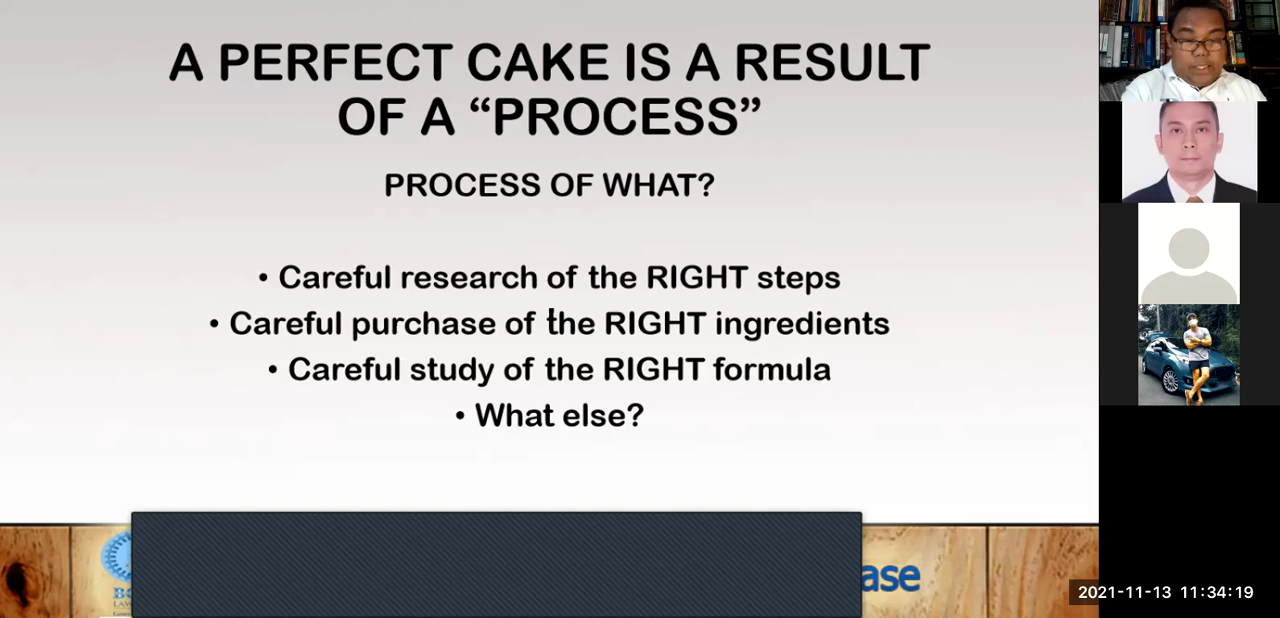 A PERFECT CAKE IS A RESULT
OF A “PROCESS”
PROCESS OF WHAT?
• Careful research of the RIGHT steps
• Careful purchase of the RIGHT ingredients
• Careful study of the RIGHT formula
• What else?
ase
2021-11-13 11:34:19